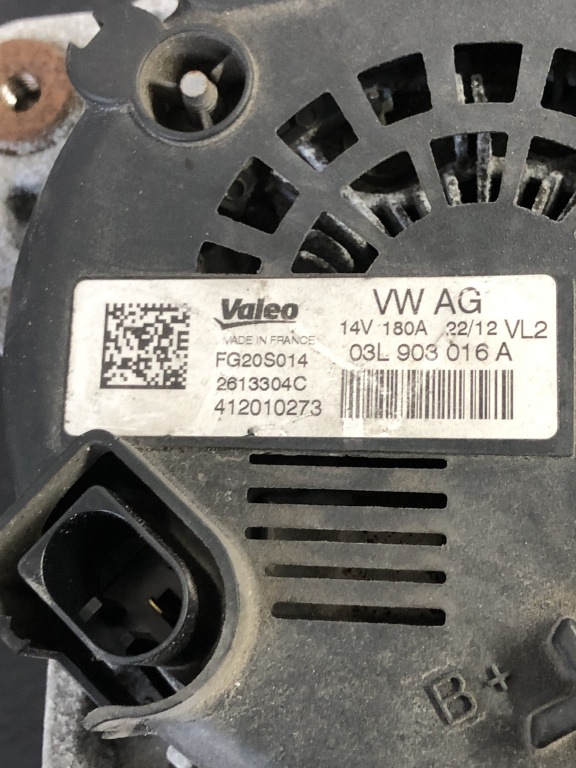 Valeo
MADE IN FRANCE
FG20S014
2613304C
412010273
VW AG
14V 180A 22/12 VL2
03L 903 016 A
B+